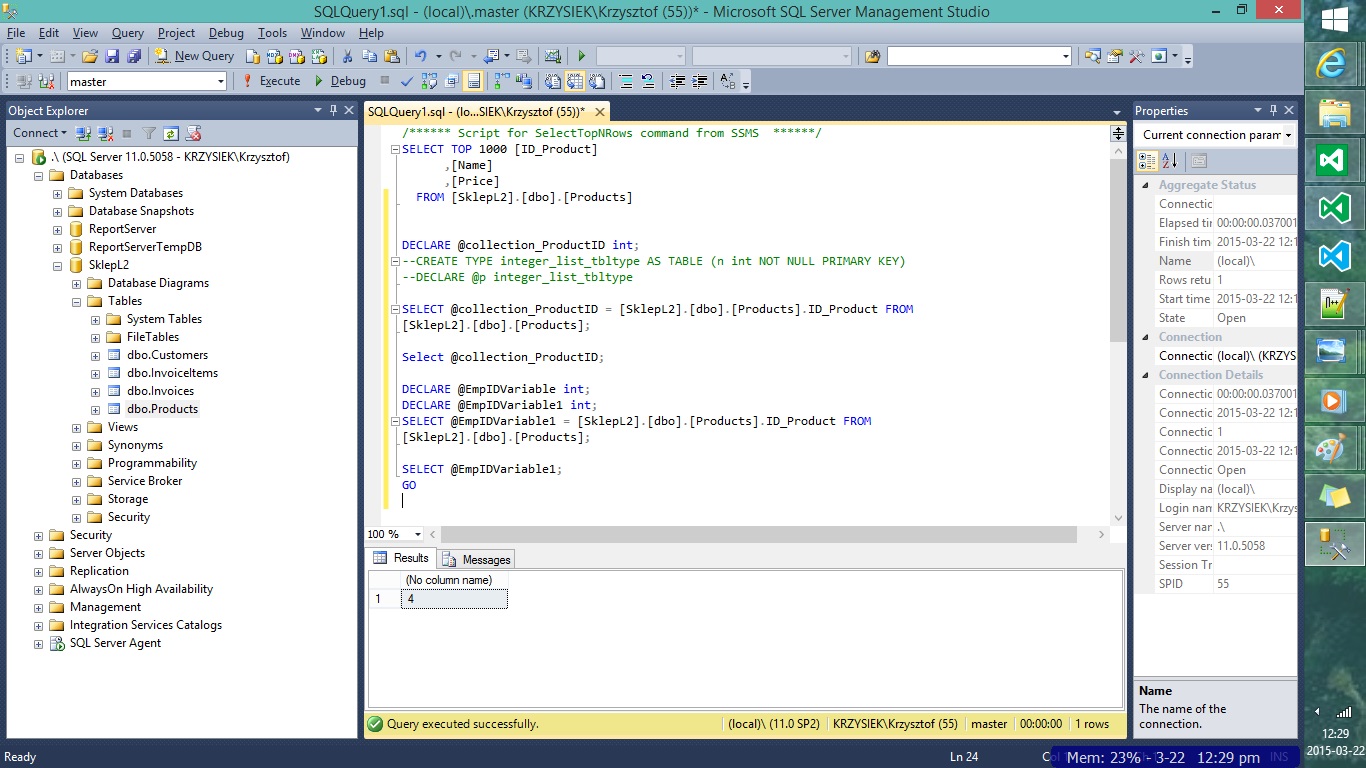 SQLQuery1.sql - (local)\.master (KRZYSIEK\Krzysztof (55))* - Microsoft SQL Server Management Studio
File Edit View Query Project Debug Tools Window Help
New Query
master Execute Debug
Object Explorer
Connect
.\ (SQL Server 11.0.5058 - KRZYSIEK\Krzysztof)
Databases
System Databases
Database Snapshots
ReportServer
ReportServerTempDB
SklepL2
Database Diagrams
Tables
System Tables
FileTables
dbo.Customers
dbo.InvoiceItems
dbo.Invoices
dbo.Products
Views
Synonyms
Programmability
Service Broker
Storage
Security
Security
Server Objects
Replication
AlwaysOn High Availability
Management
Integration Services Catalogs
SQL Server Agent
SQLQuery1.sql - (lo...SIEK\Krzysztof (55))*
/****** Script for SelectTopNRows command from SSMS ******/
SELECT TOP 1000 [ID_Product]
,[Name]
,[Price]
FROM [SklepL2].[dbo].[Products]
DECLARE @collection_ProductID int;
--CREATE TYPE integer_list_tbltype AS TABLE (n int NOT NULL PRIMARY KEY)
--DECLARE @p integer_list_tbltype
SELECT @collection_ProductID = [SklepL2].[dbo].[Products].ID_Product FROM
[SklepL2].[dbo].[Products];
Select @collection_ProductID;
DECLARE @EmpIDVariable int;
DECLARE @EmpIDVariable1 int;
SELECT @EmpIDVariable1 = [SklepL2].[dbo].[Products].ID_Product FROM
[SklepL2].[dbo].[Products];
SELECT @EmpIDVariable1;
GO
100 %
Results Messages
(No column name)
1 4
Query executed successfully. (local)\ (11.0 SP2) KRZYSIEK\Krzysztof (55) master 00:00:00 1 rows
Properties
Current connection param
Aggregate Status
Connectic
Elapsed tir 00:00:00.037001
Finish tim 2015-03-22 12:1
Name (local)\
Rows retu 1
Start time 2015-03-22 12:1
State Open
Connection
Connectic (local)\ (KRZYS
Connection Details
Connectic 00:00:00.037001
Connectic 2015-03-22 12:1
Connectic 1
Connectic 2015-03-22 12:1
Connectic Open
Display na (local)\
Login nam KRZYSIEK\Krzys
Server nar .\
Server vers 11.0.5058
Session Tr
SPID 55
Name
The name of the
connection.
Ready Ln 24 INS
Mem: 23% - 3-22 12:29 pm
12:29
2015-03-22